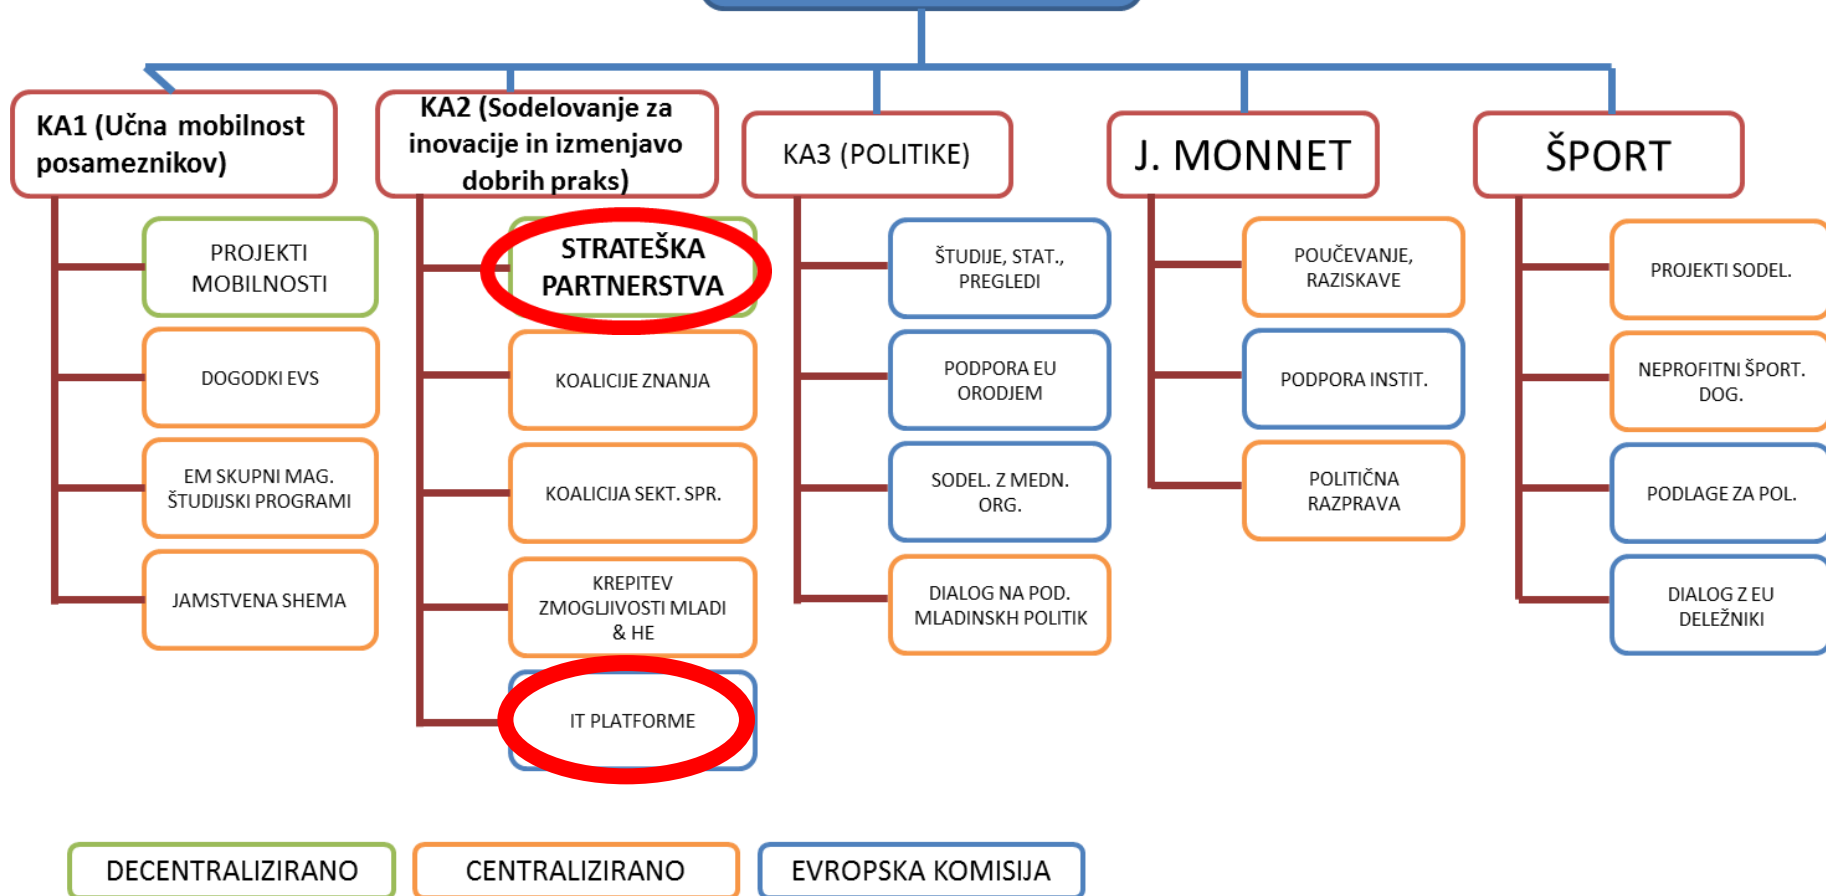 KA1 (Učna mobilnost
posameznikov)
PROJEKTI
MOBILNOSTI
DOGODKI EVS
EM SKUPNI MAG.
ŠTUDIJSKI PROGRAMI
JAMSTVENA SHEMA
KA2 (Sodelovanje za
inovacije in izmenjavo
dobrih praks)
STRATEŠKA
PARTNERSTVA
KOALICIJE ZNANJA
KOALICIJA SEKT. SPR.
KREPITEV
ZMOGLJIVOSTI MLADI
& HE
IT PLATFORME
KA3 (POLITIKE)
ŠTUDIJE, STAT.,
PREGLEDI
PODPORA EU
ORODJEM
SODEL. Z MEDN.
ORG.
DIALOG NA POD.
MLADINSKH POLITIK
J. MONNET
POUČEVANJE,
RAZISKAVE
PODPORA INSTIT.
POLITIČNA
RAZPRAVA
ŠPORT
PROJEKTI SODEL.
NEPROFITNI ŠPORT.
DOG.
PODLAGE ZA POL.
DIALOG Z EU
DELEŽNIKI
DECENTRALIZIRANO
CENTRALIZIRANO
EVROPSKA KOMISIJA